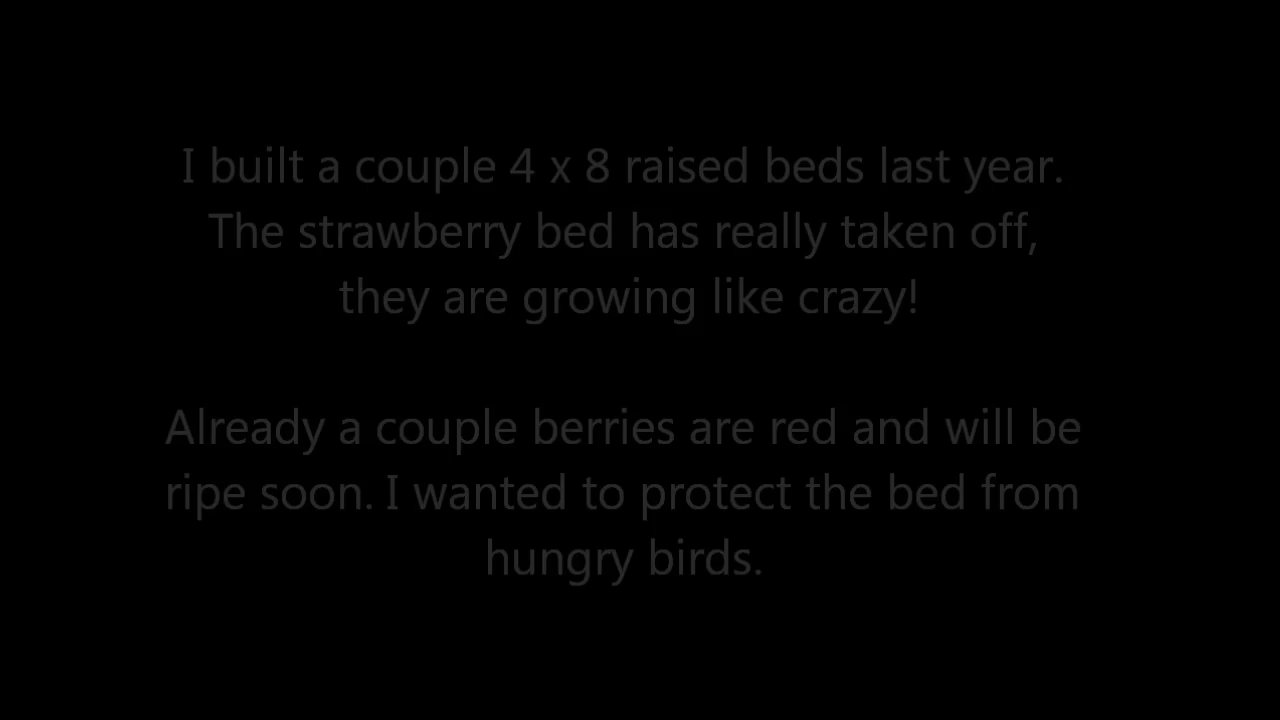 I built a couple 4 x 8 raised beds last year.
The strawberry bed has really taken off,
they are growing like crazy!
Already a couple berries are red and will be
ripe soon. I wanted to protect the bed from
hungry birds.